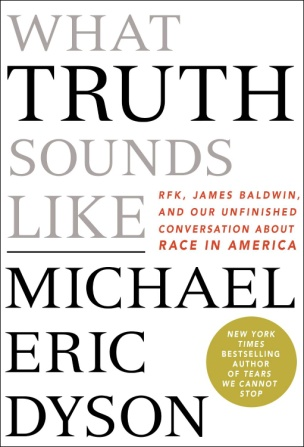 WHAT
TRUTH
SOUNDS
LIKE
RFK, JAMES BALDWIN,
AND OUR UNFINISHED
CONVERSATION ABOUT
RACE IN AMERICA
MICHAEL
ERIC
DYSON
NEW YORK
TIMES
BESTSELLING
AUTHOR
OF TEARS
WE CANNOT
STOP